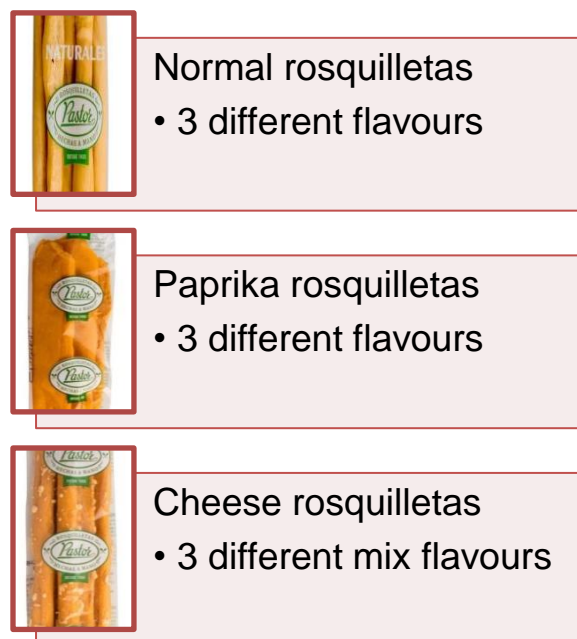 NATURALE
Pastor
Normal rosquilletas
• 3 different flavours
Pastor
Pastor
Paprika rosquilletas
• 3 different flavours
Pastor
Pastor
Cheese rosquilletas
• 3 different mix flavours